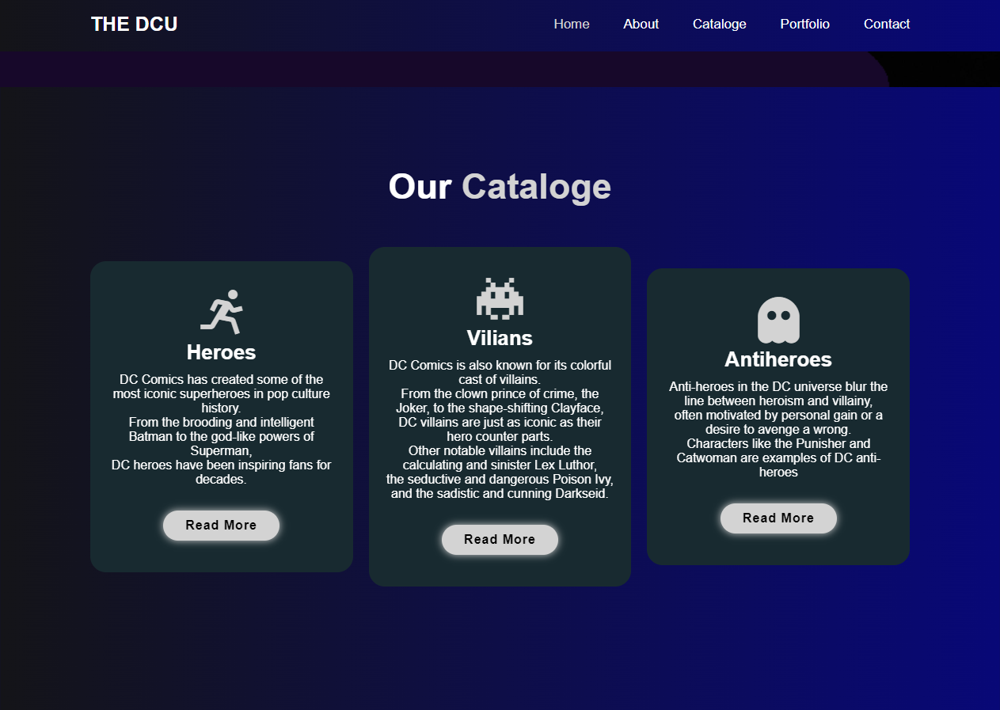 THE DCU
Home About Cataloge Portfolio Contact
Our Cataloge
Heroes
DC Comics has created some of the
most iconic superheroes in pop culture
history.
From the brooding and intelligent
Batman to the god-like powers of
Superman,
DC heroes have been inspiring fans for
decades.
Read More
Vilians
DC Comics is also known for its colorful
cast of villains.
From the clown prince of crime, the
Joker, to the shape-shifting Clayface,
DC villains are just as iconic as their
hero counter parts.
Other notable villains include the
calculating and sinister Lex Luthor,
the seductive and dangerous Poison Ivy,
and the sadistic and cunning Darkseid.
Read More
Antiheroes
Anti-heroes in the DC universe blur the
line between heroism and villainy,
often motivated by personal gain or a
desire to avenge a wrong.
Characters like the Punisher and
Catwoman are examples of DC anti-
heroes
Read More